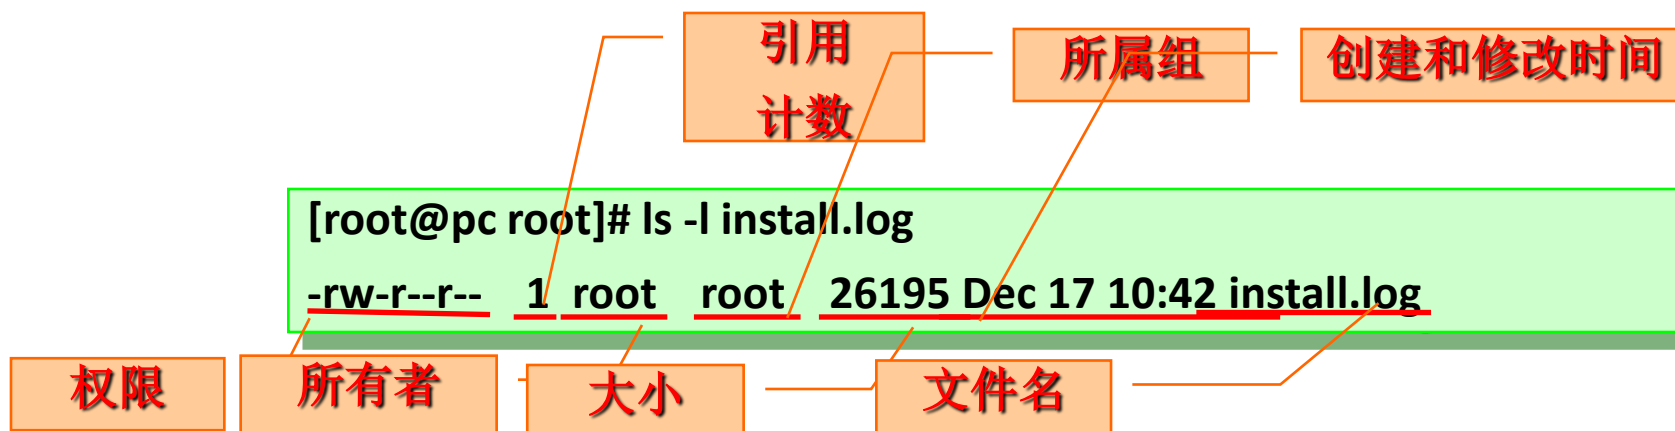 引用
计数
所属组
创建和修改时间
[root@pc root]# ls -l install.log
-rw-r--r-- 1 root root 26195 Dec 17 10:42 install.log
权限
所有者
大小
文件名